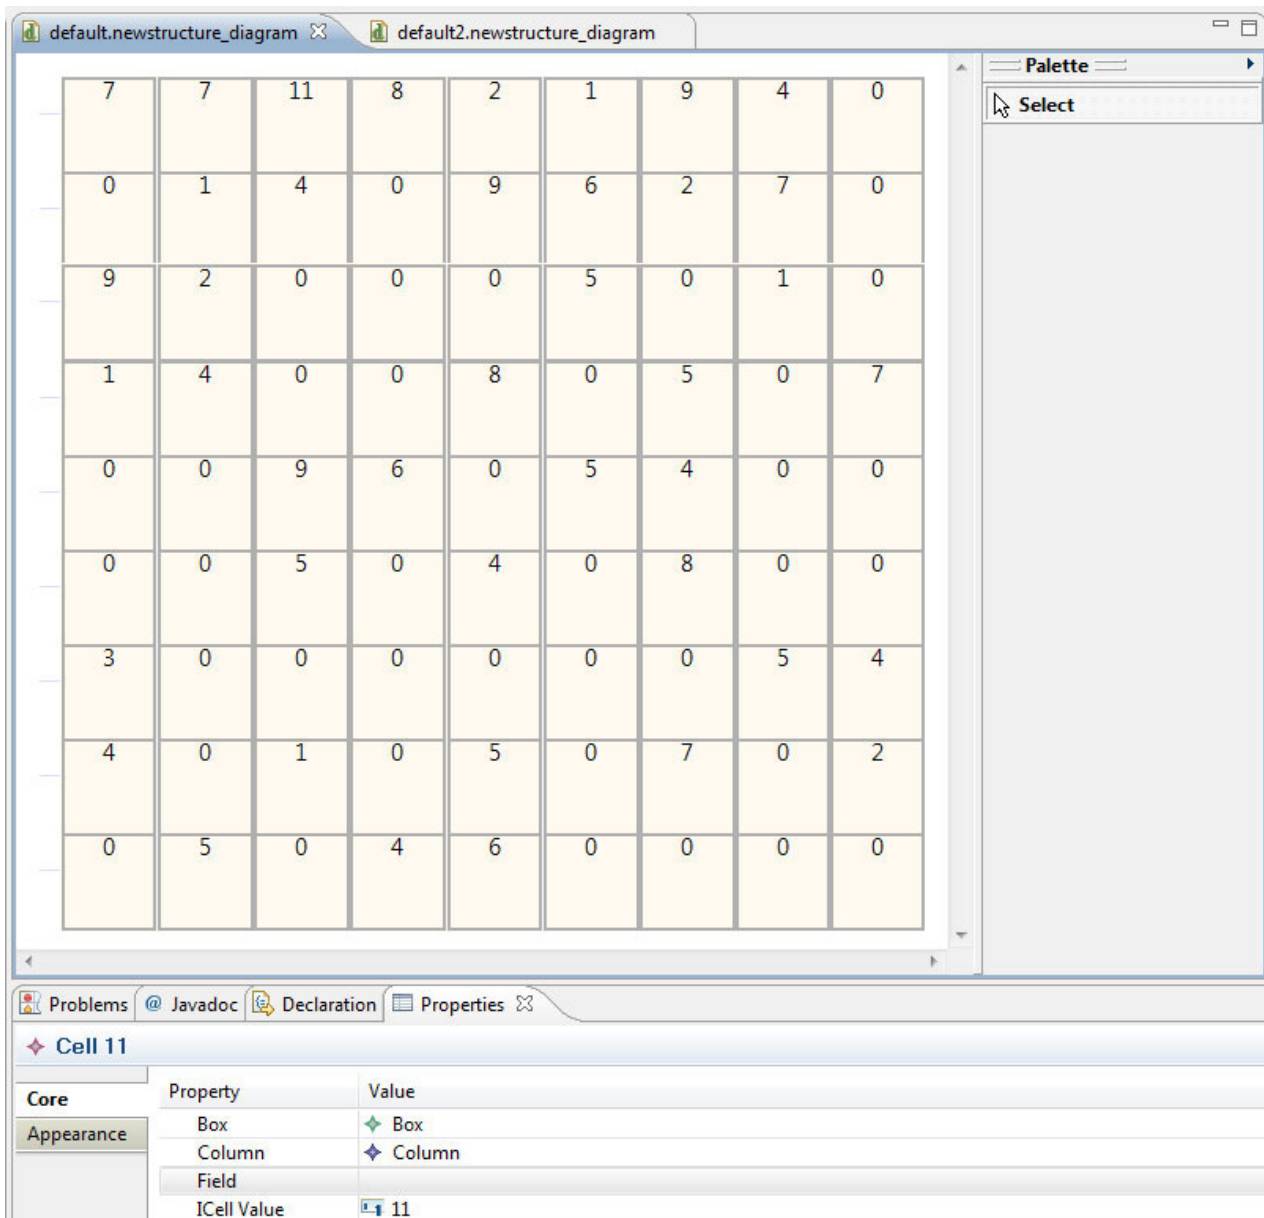 default.newstructure_diagram default2.newstructure_diagram
Palette
Select
7 7 11 8 2 1 9 4 0
0 1 4 0 9 6 2 7 0
9 2 0 0 0 5 0 1 0
1 4 0 0 8 0 5 0 7
0 0 9 6 0 5 4 0 0
0 0 5 0 4 0 8 0 0
3 0 0 0 0 0 0 5 4
4 0 1 0 5 0 7 0 2
0 5 0 4 6 0 0 0 0
Problems @ Javadoc Declaration Properties
Cell 11
Core
Appearance
Property Value
Box Box
Column Column
Field
ICell Value 11